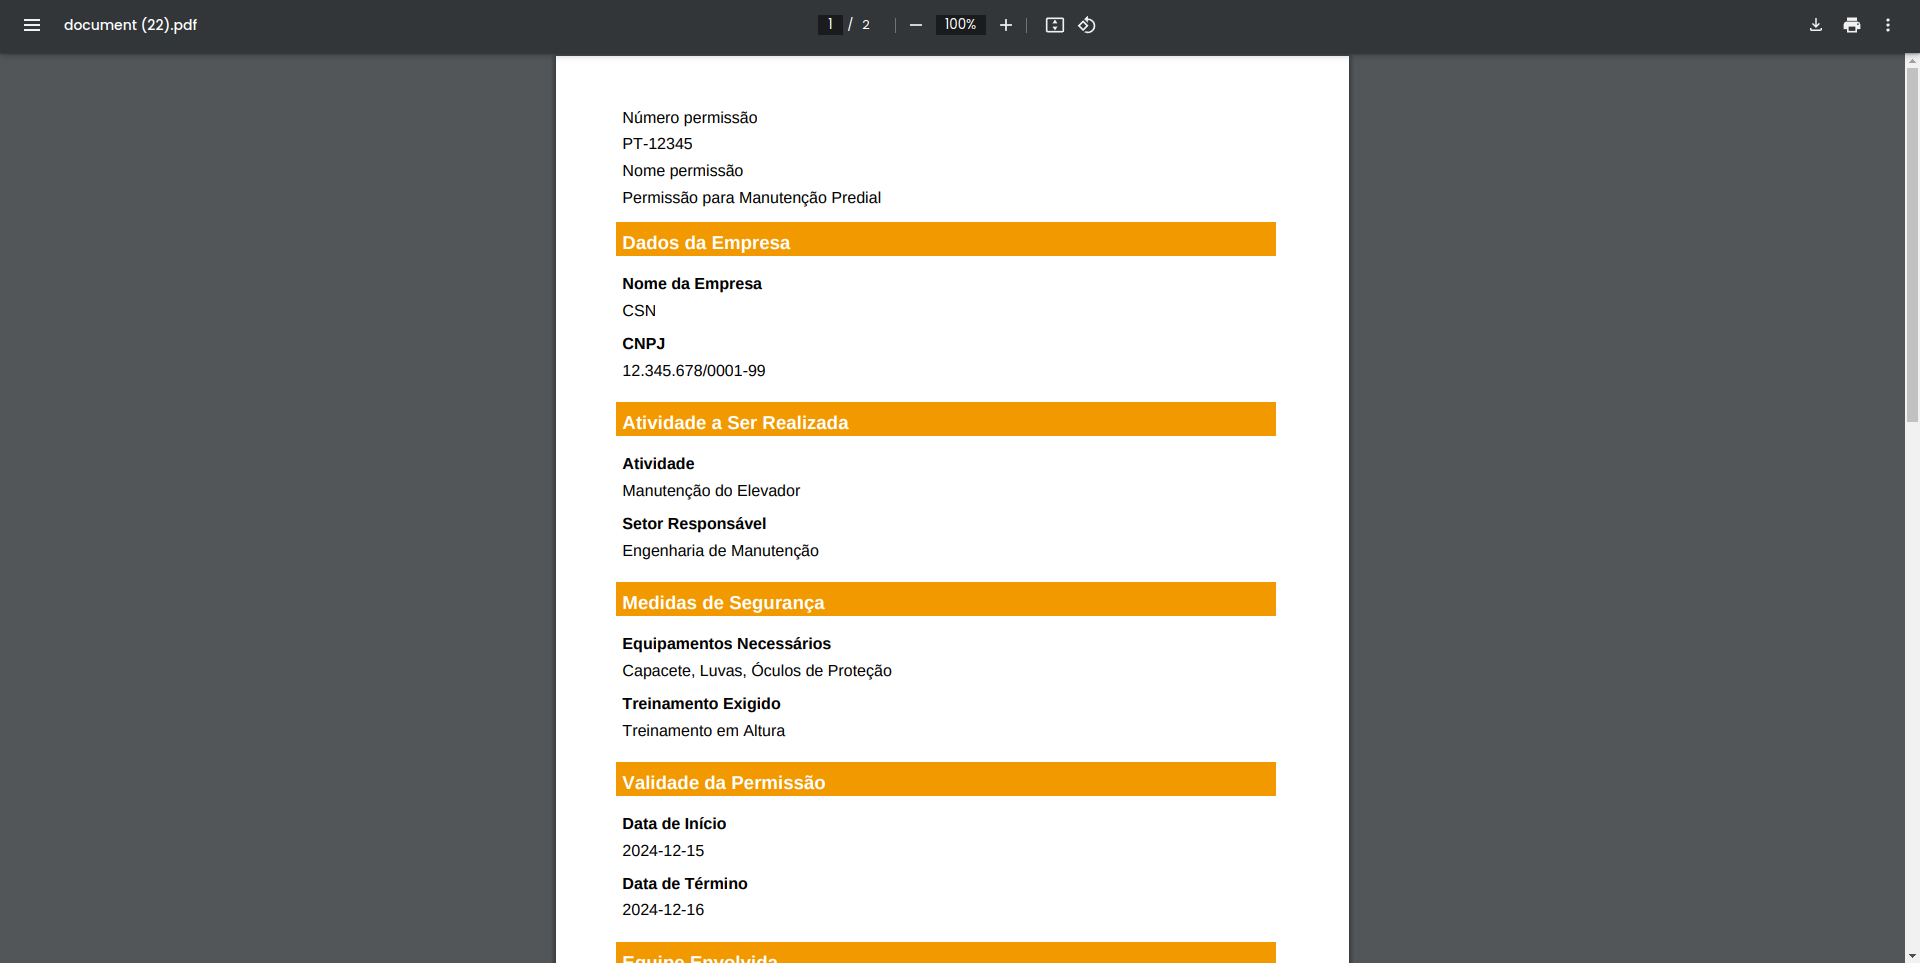 document (22).pdf
1 / 2
100%
Número permissão
PT-12345
Nome permissão
Permissão para Manutenção Predial
Dados da Empresa
Nome da Empresa
CSN
CNPJ
12.345.678/0001-99
Atividade a Ser Realizada
Atividade
Manutenção do Elevador
Setor Responsável
Engenharia de Manutenção
Medidas de Segurança
Equipamentos Necessários
Capacete, Luvas, Óculos de Proteção
Treinamento Exigido
Treinamento em Altura
Validade da Permissão
Data de Início
2024-12-15
Data de Término
2024-12-16
Equipe Envolvida